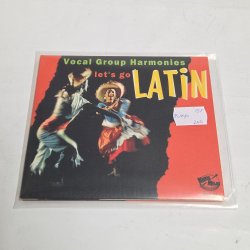 Vocal Group Harmonies
let's go
LATiN